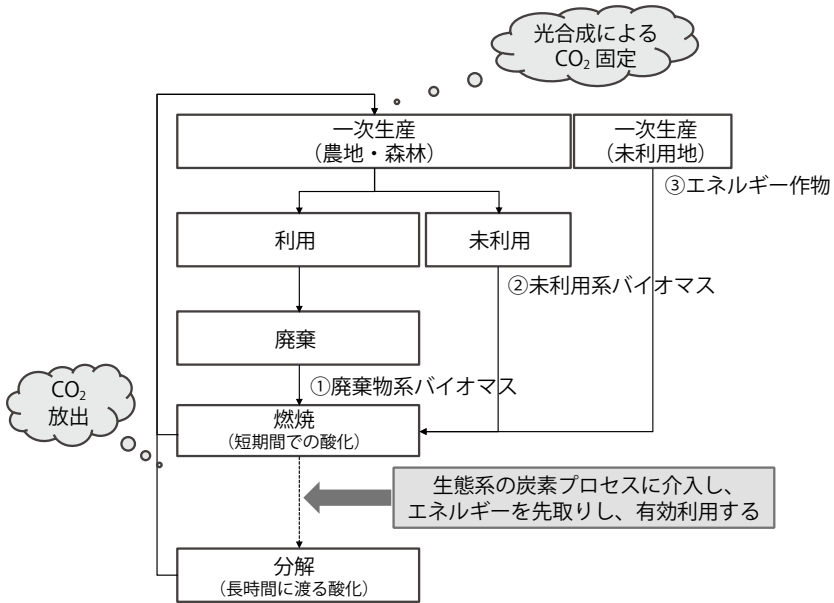 光合成による
CO₂ 固定
一次生産
（農地・森林）
一次生産
（未利用地）
③エネルギー作物
利用
未利用
②未利用系バイオマス
廃棄
①廃棄物系バイオマス
CO₂
放出
燃焼
（短期間での酸化）
生態系の炭素プロセスに介入し、
エネルギーを先取りし、有効利用する
分解
（長時間に渡る酸化）